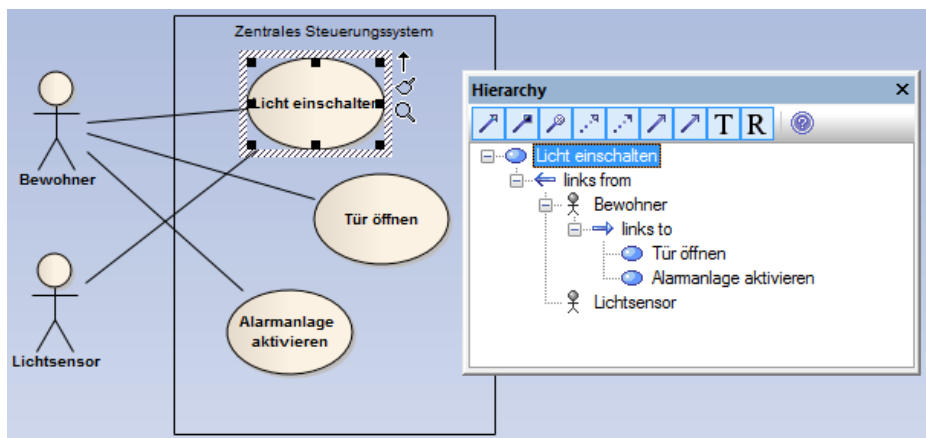 Zentrales Steuerungssystem
Licht einschalten
Bewohner
Tür öffnen
Alarmanlage
aktivieren
Lichtsensor
Hierarchy
T R
Licht einschalten
links from
Bewohner
links to
Tür öffnen
Alarmanlage aktivieren
Lichtsensor